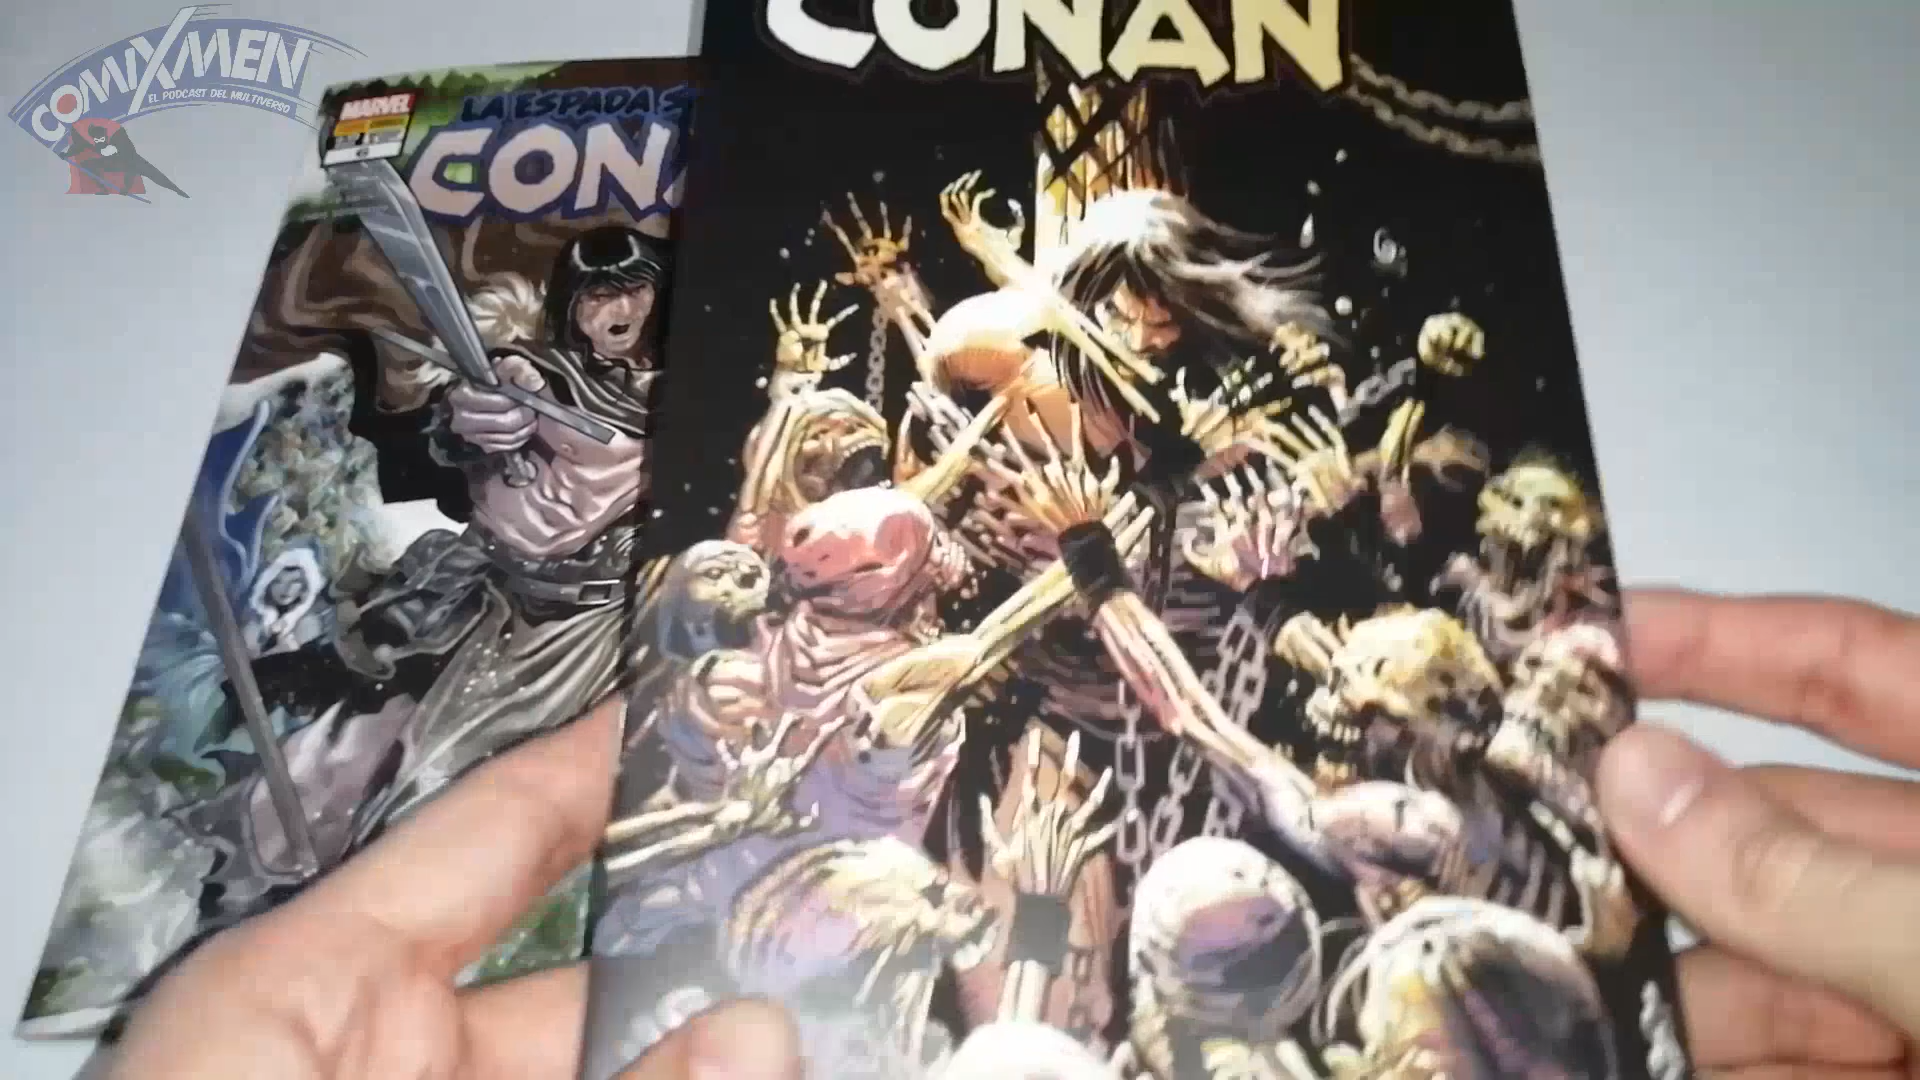 COMIXMEN
EL PODCAST DEL MULTIVERSO
MARVEL
LA ESPADA S
CONA
CONAN